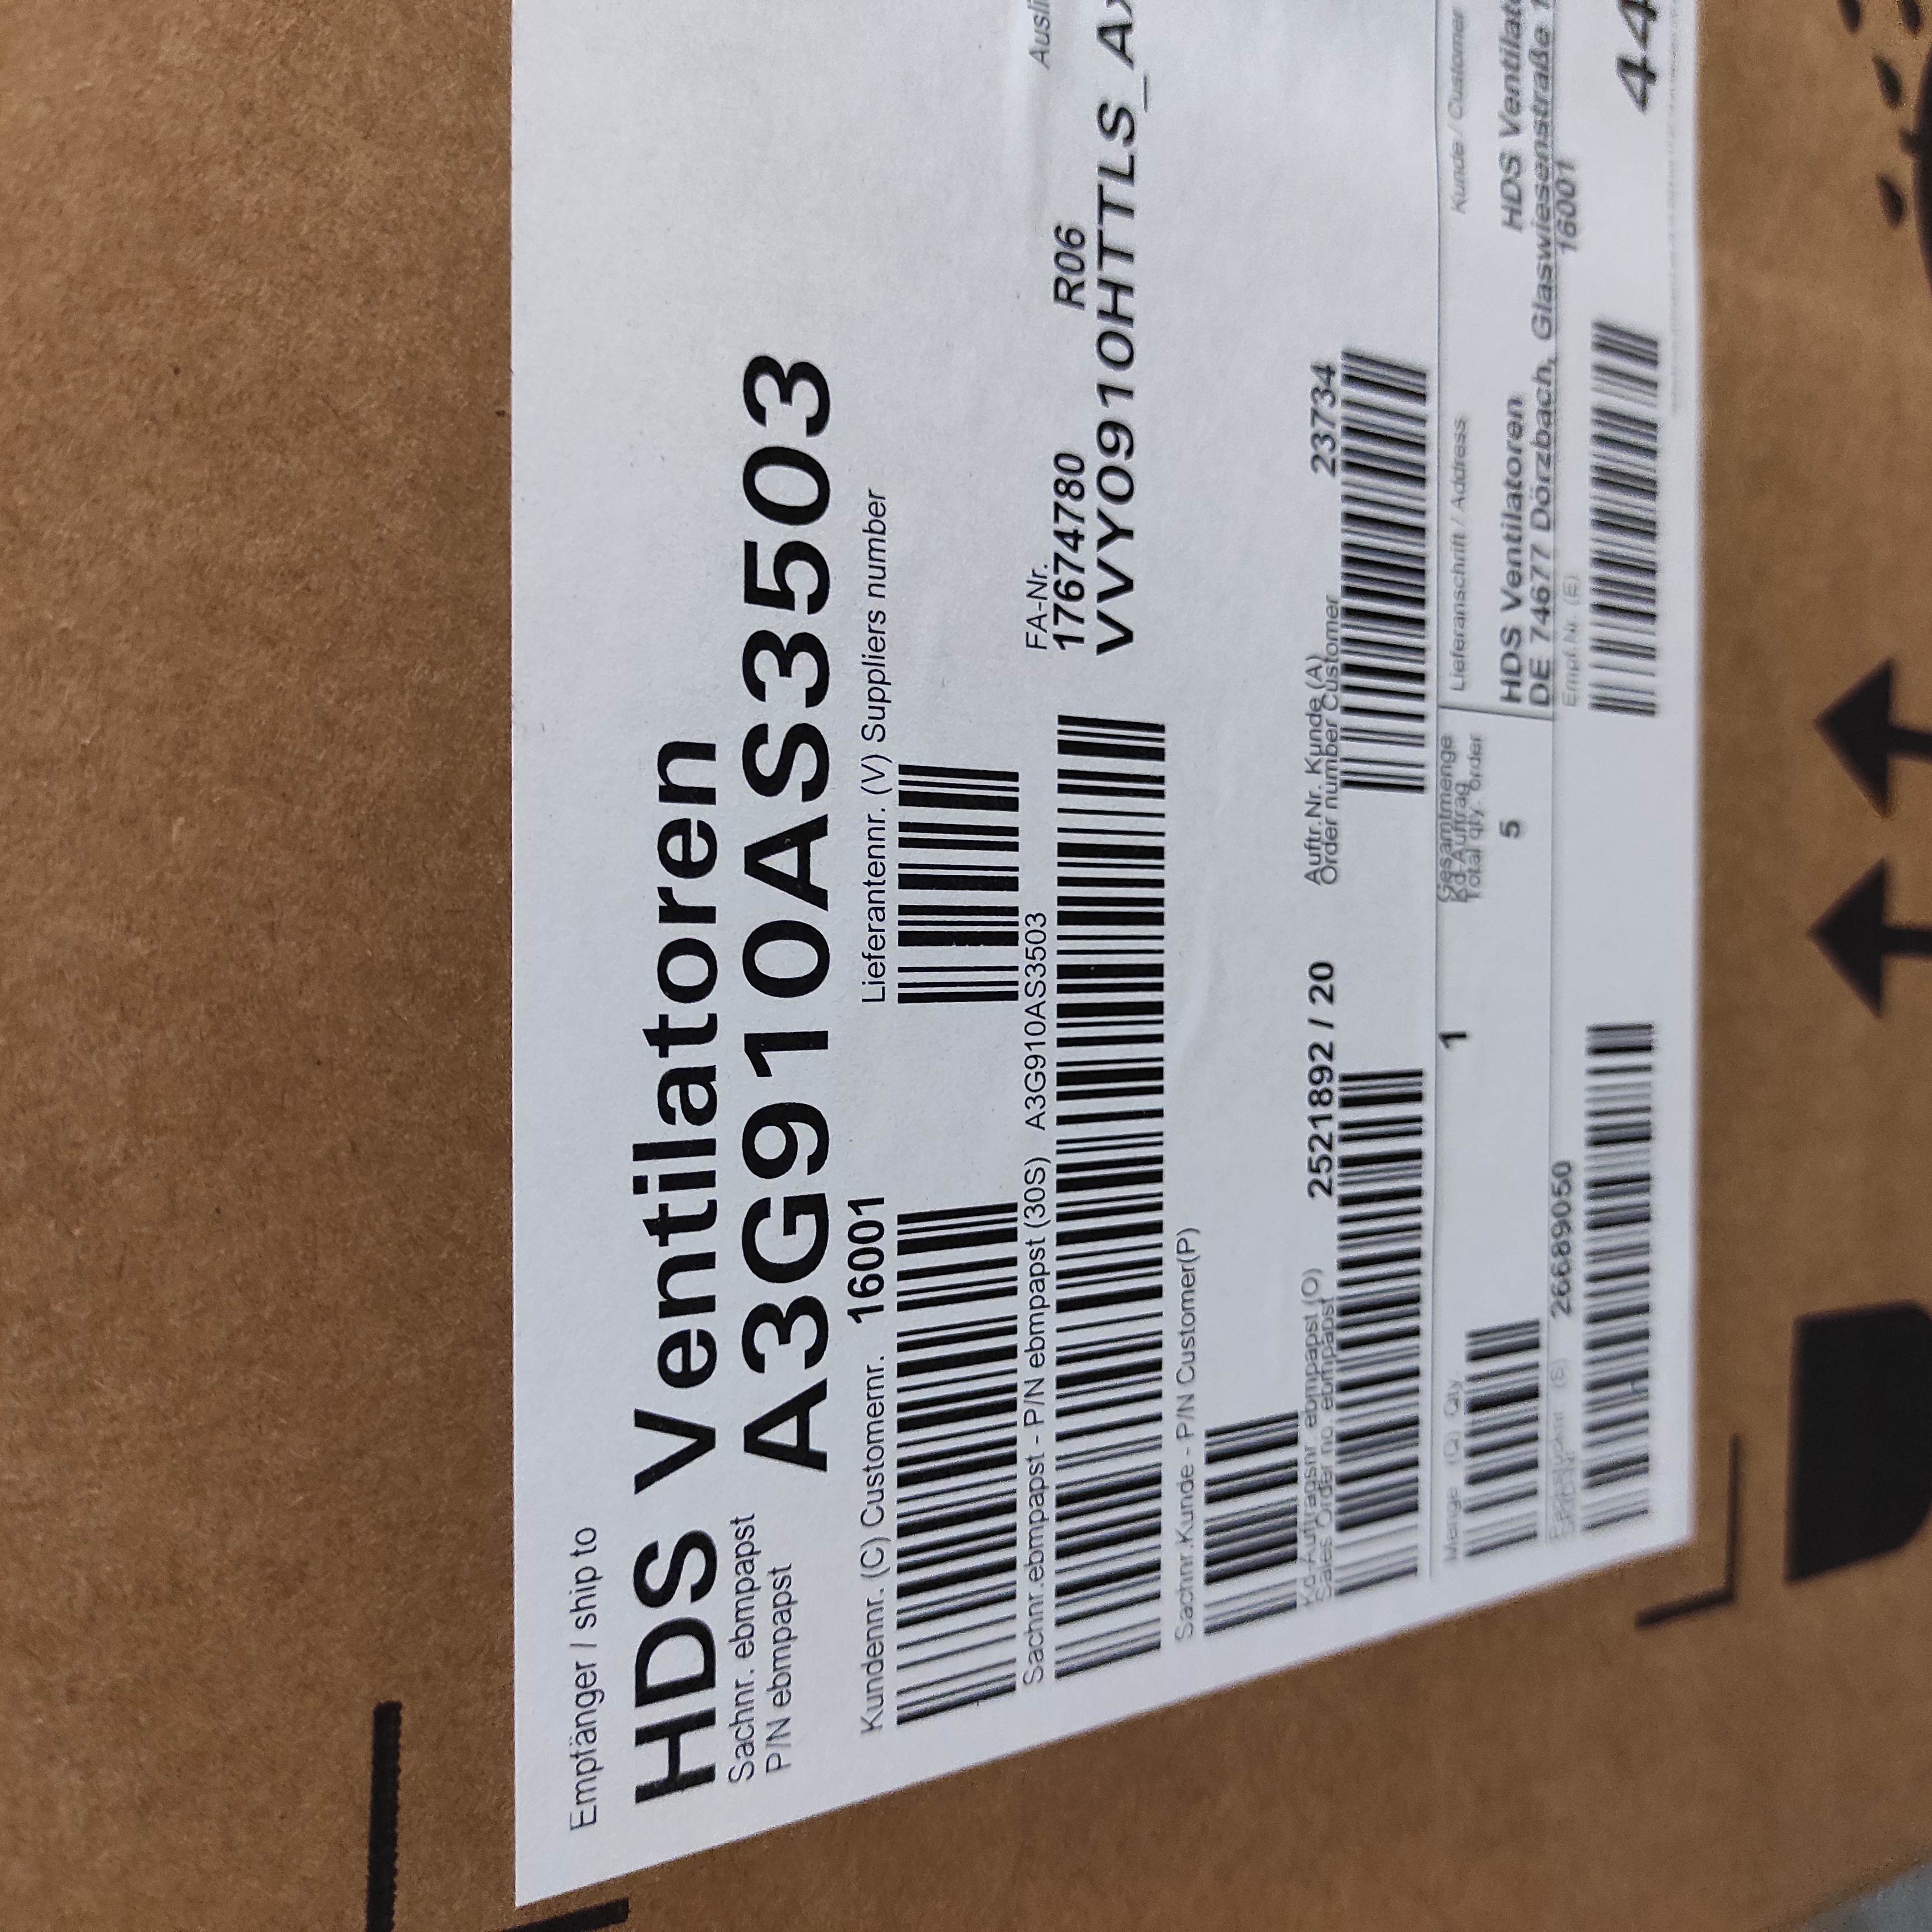 Empfänger / ship to
HDS Ventilatoren
Sachnr. ebmpapst
P/N ebmpapst
A3G910AS3503
Kundennr. (C) Customernr. 16001
Lieferantennr. (V) Suppliers number
Sachnr.ebmpapst - P/N ebmpapst (30S) A3G910AS3503
FA-Nr.
17674780
R06
VVY0910HTTLS_A
Sachnr.Kunde - P/N Customer(P)
Kd-Auftragsnr. ebmpapst (O)
Sales Order no. ebmpapst
2521892 / 20
Auftr.Nr. Kunde (A)
Order number Customer
23734
Menge (Q) Qty
1
Gesamtmenge
Kd-Auftrag
Total qty. order
5
Lieferanschrift / Address
HDS Ventilatoren
DE 74677 Dörzbach, Glaswiesenstraße
Kunde / Customer
HDS
16001
(S)
26689050
Empf.Nr. (E)
44